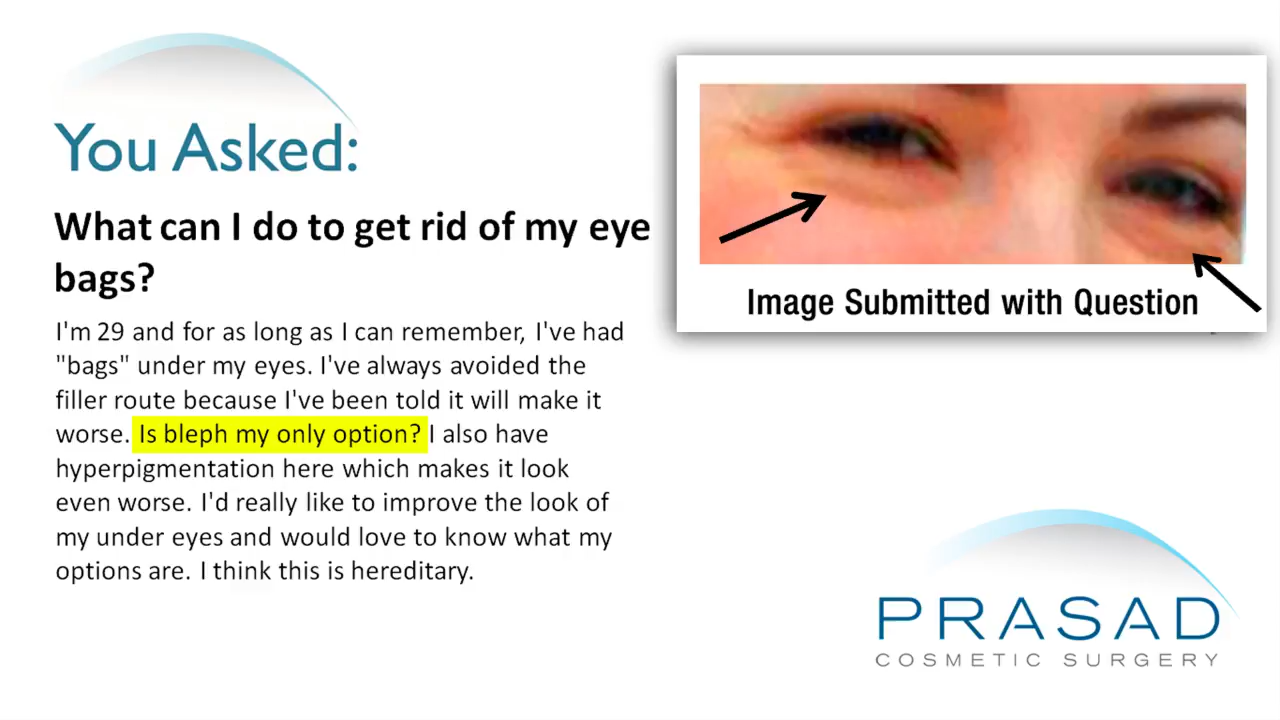 You Asked:
What can I do to get rid of my eye
bags?
I'm 29 and for as long as I can remember, I've had
"bags" under my eyes. I've always avoided the
filler route because I've been told it will make it
worse. Is bleph my only option? I also have
hyperpigmentation here which makes it look
even worse. I'd really like to improve the look of
my under eyes and would love to know what my
options are. I think this is hereditary.
Image Submitted with Question
PRASAD
COSMETIC SURGERY